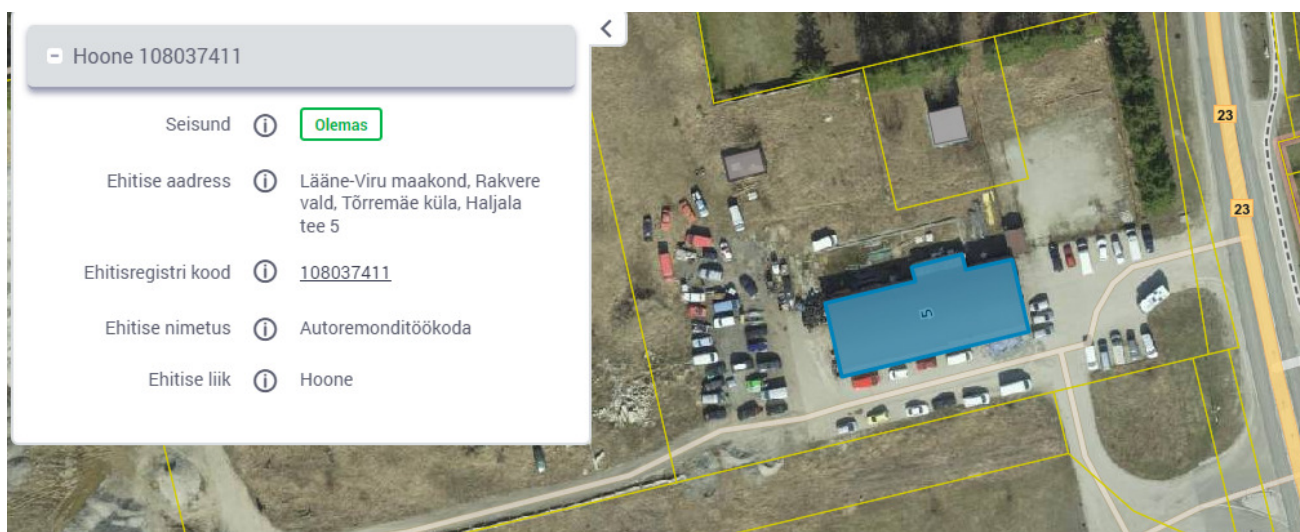 Hoone 108037411
Seisund
Olemas
Ehitise aadress
Lääne-Viru maakond, Rakvere
vald, Tõrremäe küla, Haljala
tee 5
Ehitisregistri kood
108037411
Ehitise nimetus
Autoremonditöökoda
Ehitise liik
Hoone
23
23
5